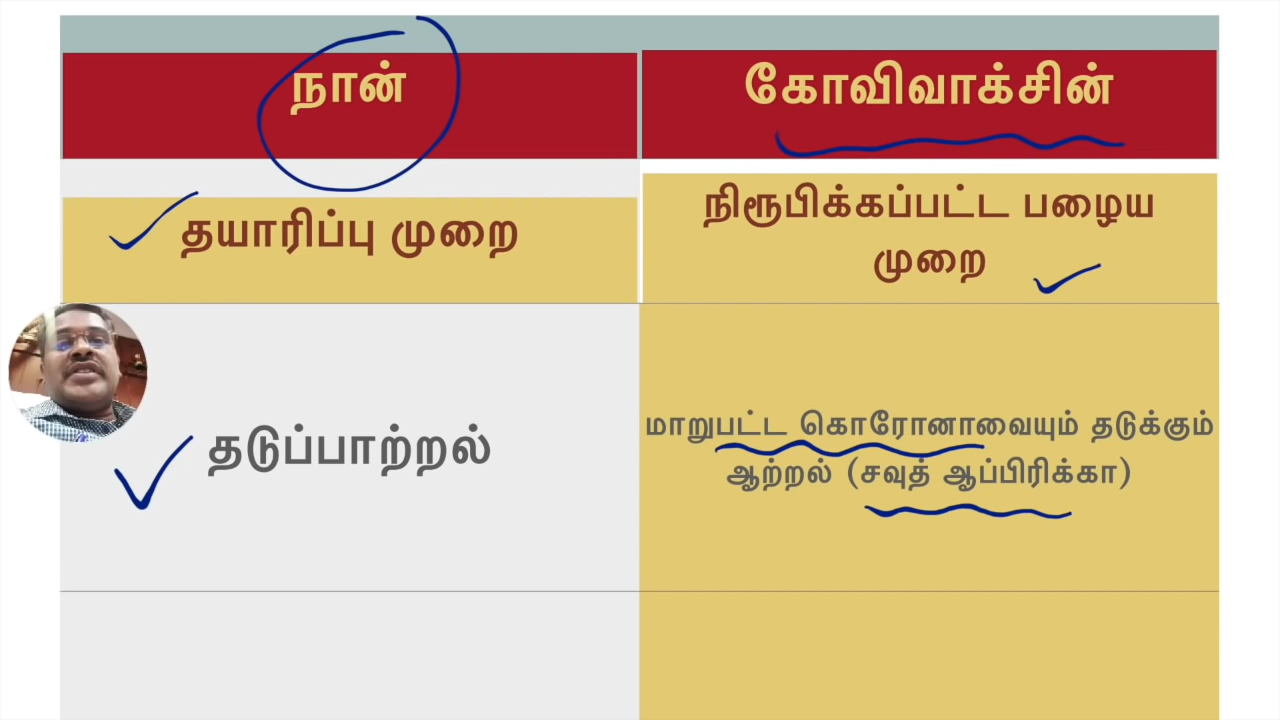 நான்
கோவிவாக்சின்
தயாரிப்பு முறை
நிரூபிக்கப்பட்ட பழைய
முறை
தடுப்பாற்றல்
மாறுபட்ட கொரோனாவையும் தடுக்கும்
ஆற்றல் (சவுத் ஆப்பிரிக்கா)